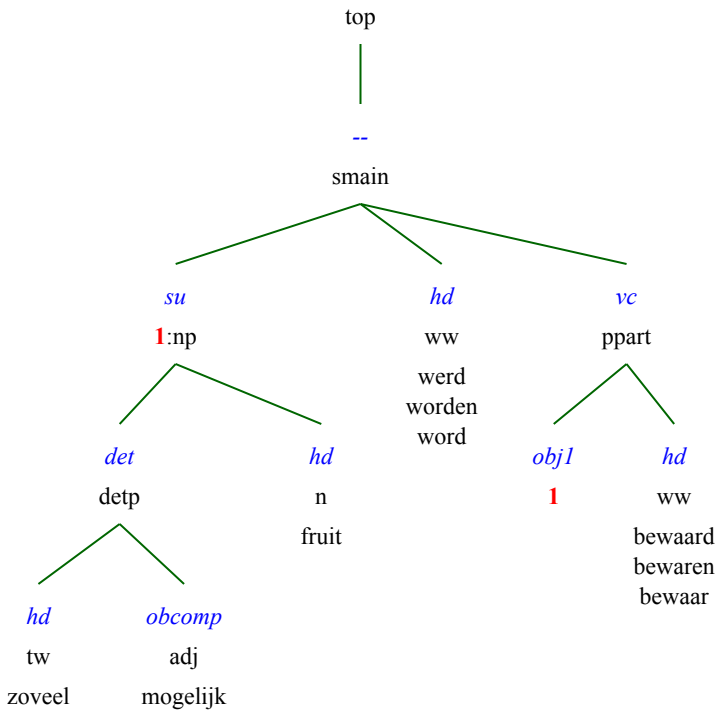 top
--
smain
su hd vc
1:np ww ppart
werd
worden
word
det hd obj1 hd
detp n 1 ww
fruit bewaard
bewaren
bewaar
hd obcomp
tw adj
zoveel mogelijk